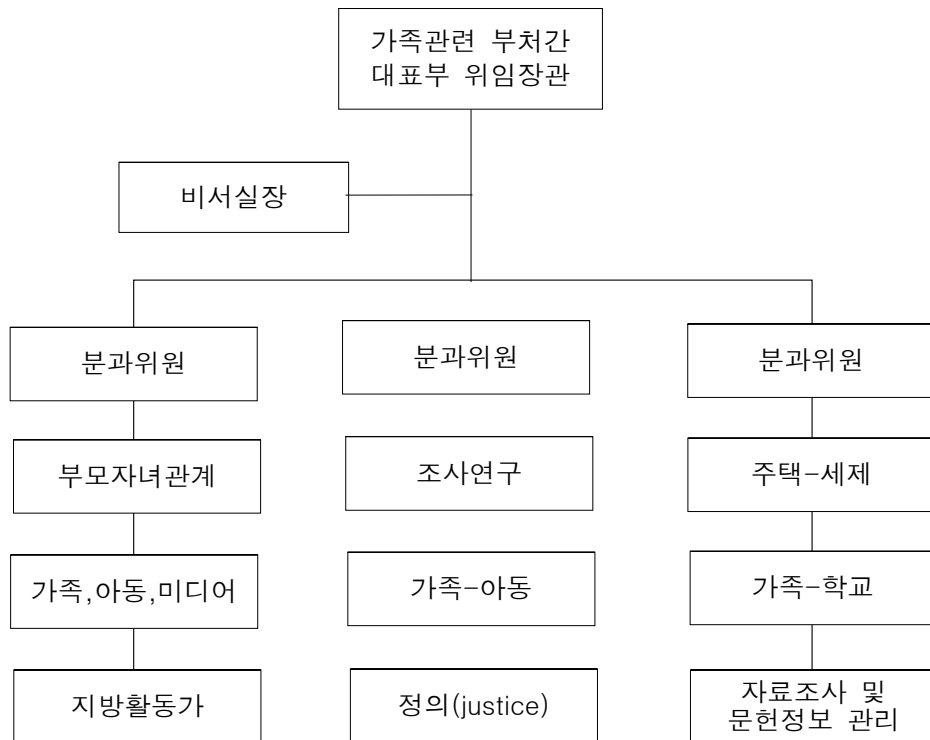 가족관련 부처간
대표부 위임장관
비서실장
분과위원
분과위원
분과위원
부모자녀관계
조사연구
주택-세제
가족,아동,미디어
가족-아동
가족-학교
지방활동가
정의(justice)
자료조사 및
문헌정보 관리